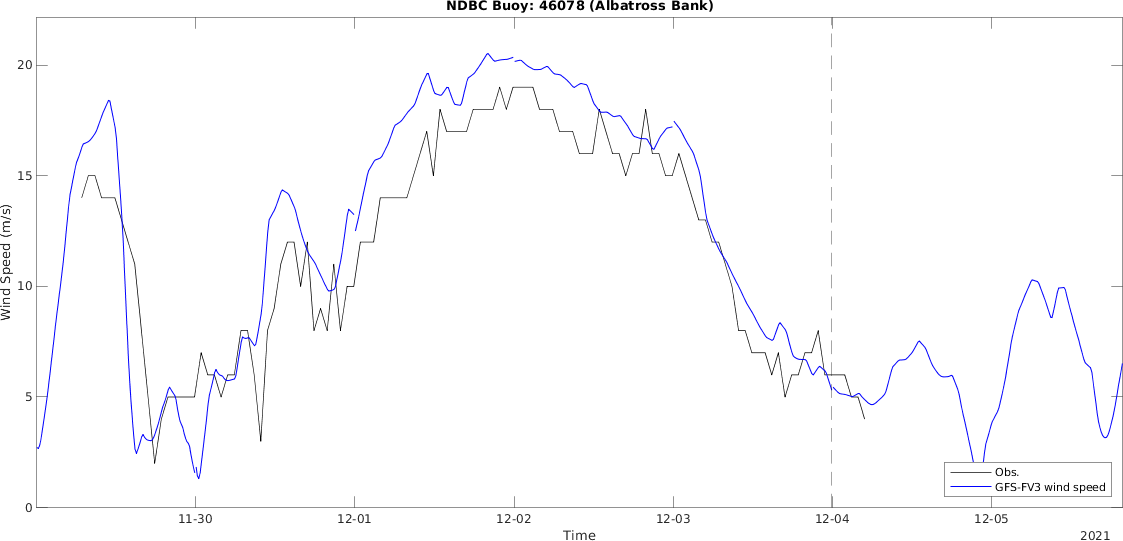 NDBC Buoy: 46078 (Albatross Bank)
Wind Speed (m/s)
20
15
10
5
0
11-30
12-01
12-02
12-03
12-04
12-05
Time
2021
Obs.
GFS-FV3 wind speed